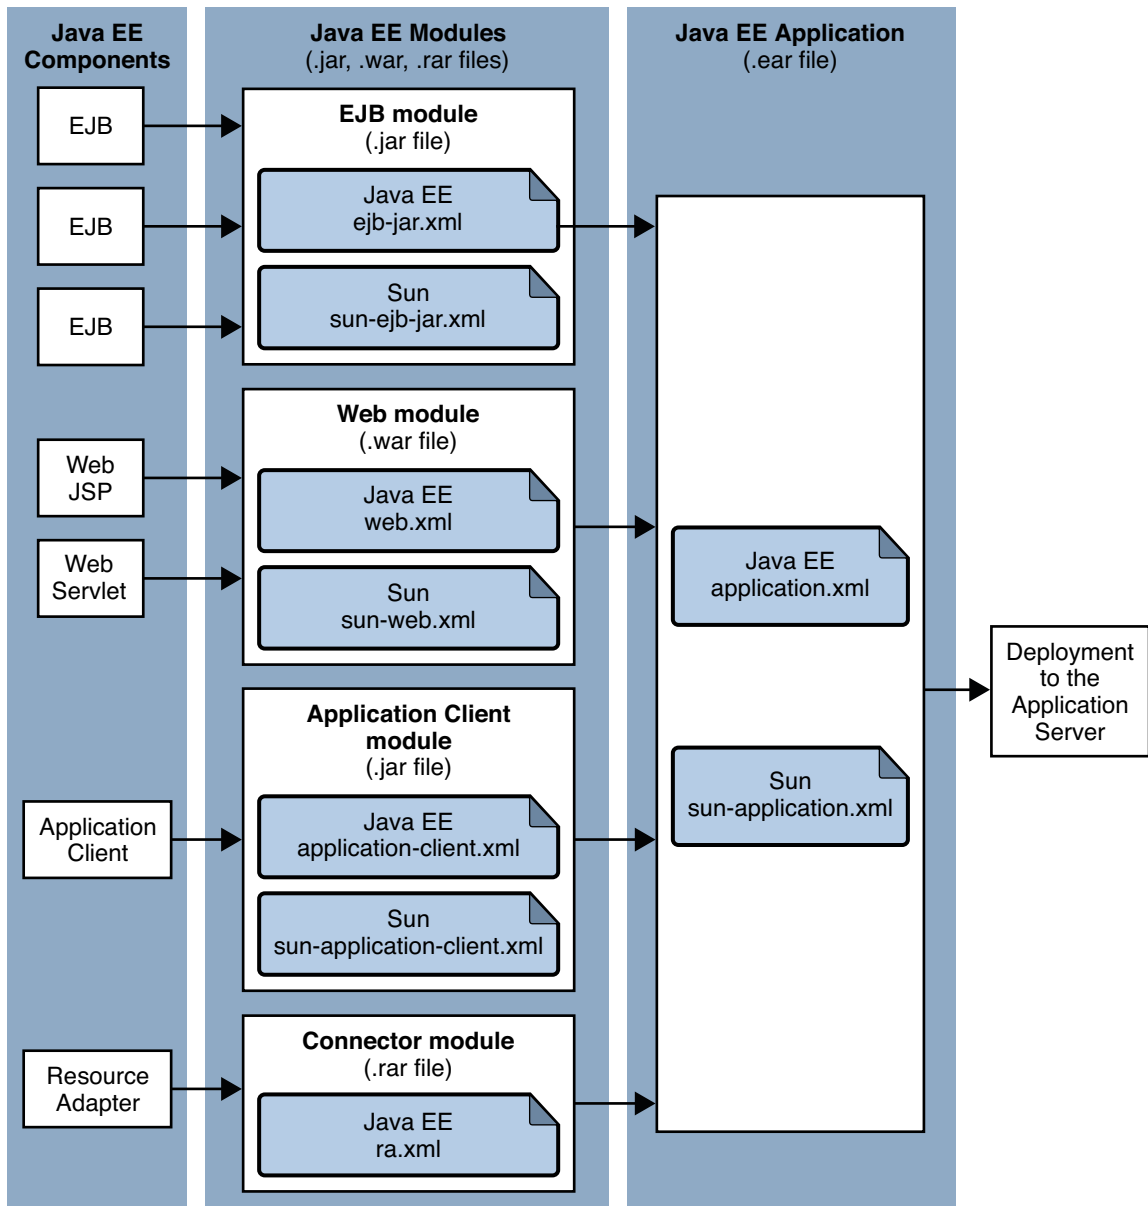 Java EE
Components
EJB
EJB
EJB
Web
JSP
Web
Servlet
Application
Client
Resource
Adapter
Java EE Modules
(.jar, .war, .rar files)
EJB module
(.jar file)
Java EE
ejb-jar.xml
Sun
sun-ejb-jar.xml
Web module
(.war file)
Java EE
web.xml
Sun
sun-web.xml
Application Client
module
(.jar file)
Java EE
application-client.xml
Sun
sun-application-client.xml
Connector module
(.rar file)
Java EE
ra.xml
Java EE Application
(.ear file)
Java EE
application.xml
Sun
sun-application.xml
Deployment
to the
Application
Server